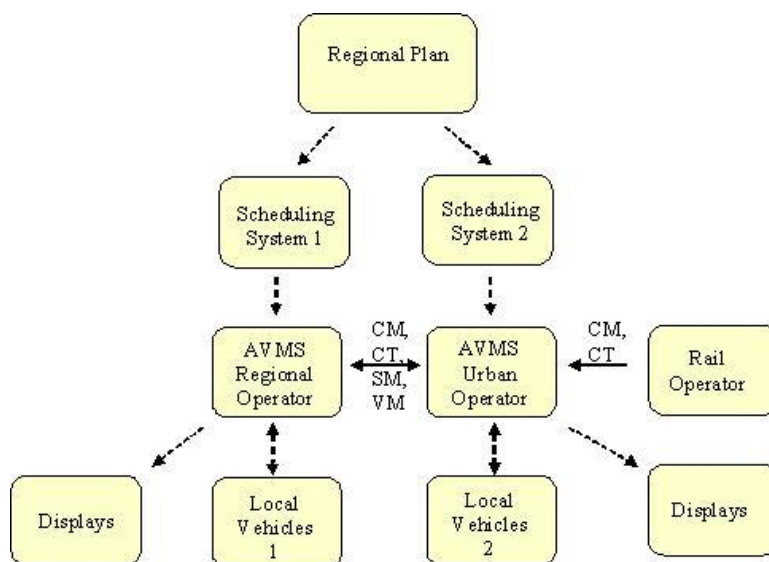 Regional Plan
Scheduling
System 1
Scheduling
System 2
AVMS
Regional
Operator
CM,
CT,
SM,
VM
AVMS
Urban
Operator
CM,
CT
Rail
Operator
Displays
Local
Vehicles
1
Local
Vehicles
2
Displays